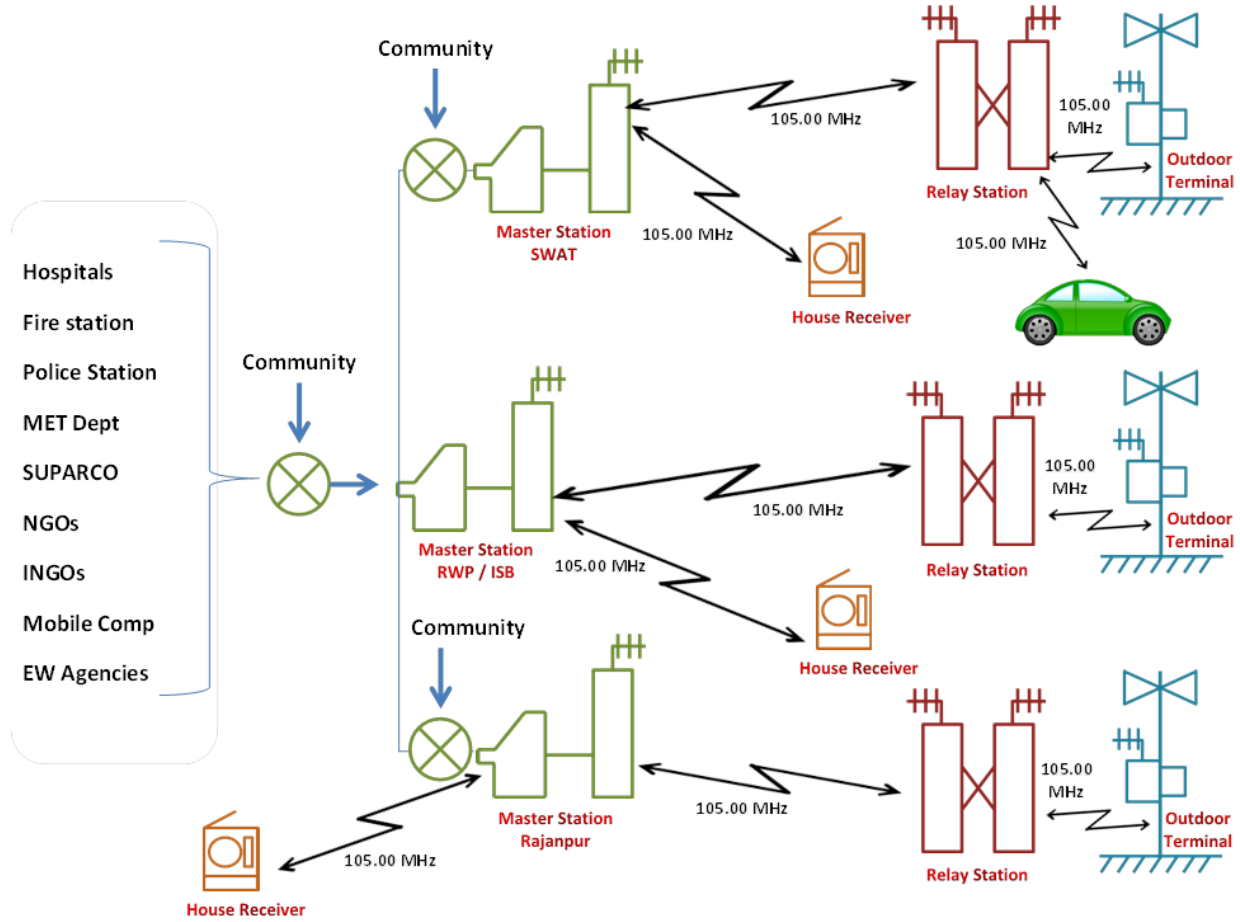 Community
105.00 MHz
105.00
MHz
Outdoor
Terminal
Relay Station
Master Station
SWAT
105.00 MHz
105.00 MHz
House Receiver
Hospitals
Fire station
Police Station
MET Dept
SUPARCO
NGOs
INGOs
Mobile Comp
EW Agencies
Community
105.00 MHz
105.00
MHz
Outdoor
Terminal
Relay Station
Master Station
RWP / ISB
105.00 MHz
House Receiver
Community
105.00 MHz
105.00
MHz
Outdoor
Terminal
Relay Station
Master Station
Rajanpur
105.00 MHz
House Receiver